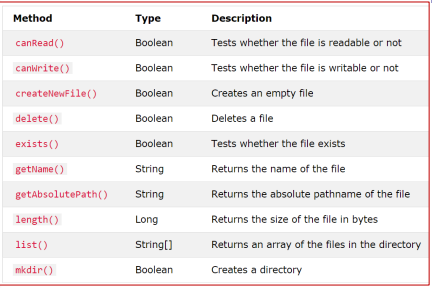 Method Type Description
canRead() Boolean Tests whether the file is readable or not
canWrite() Boolean Tests whether the file is writable or not
createNewFile() Boolean Creates an empty file
delete() Boolean Deletes a file
exists() Boolean Tests whether the file exists
getName() String Returns the name of the file
getAbsolutePath() String Returns the absolute pathname of the file
length() Long Returns the size of the file in bytes
list() String[] Returns an array of the files in the directory
mkdir() Boolean Creates a directory